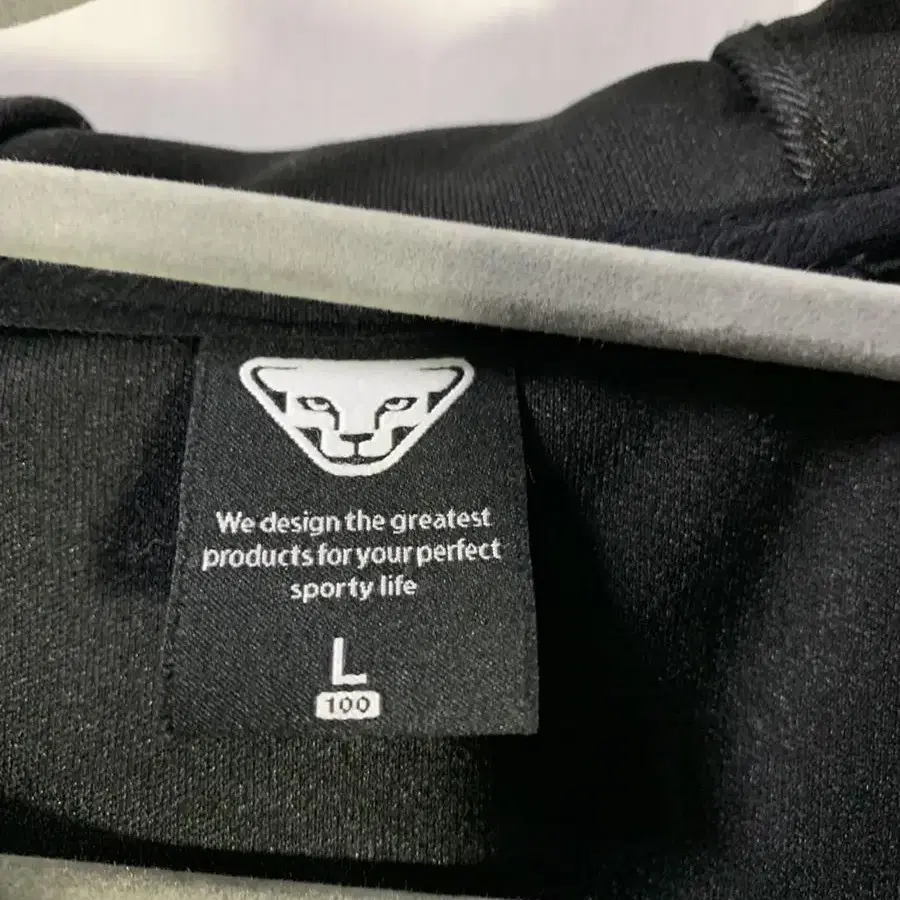 We design the greatest
products for your perfect
sporty life
L
100